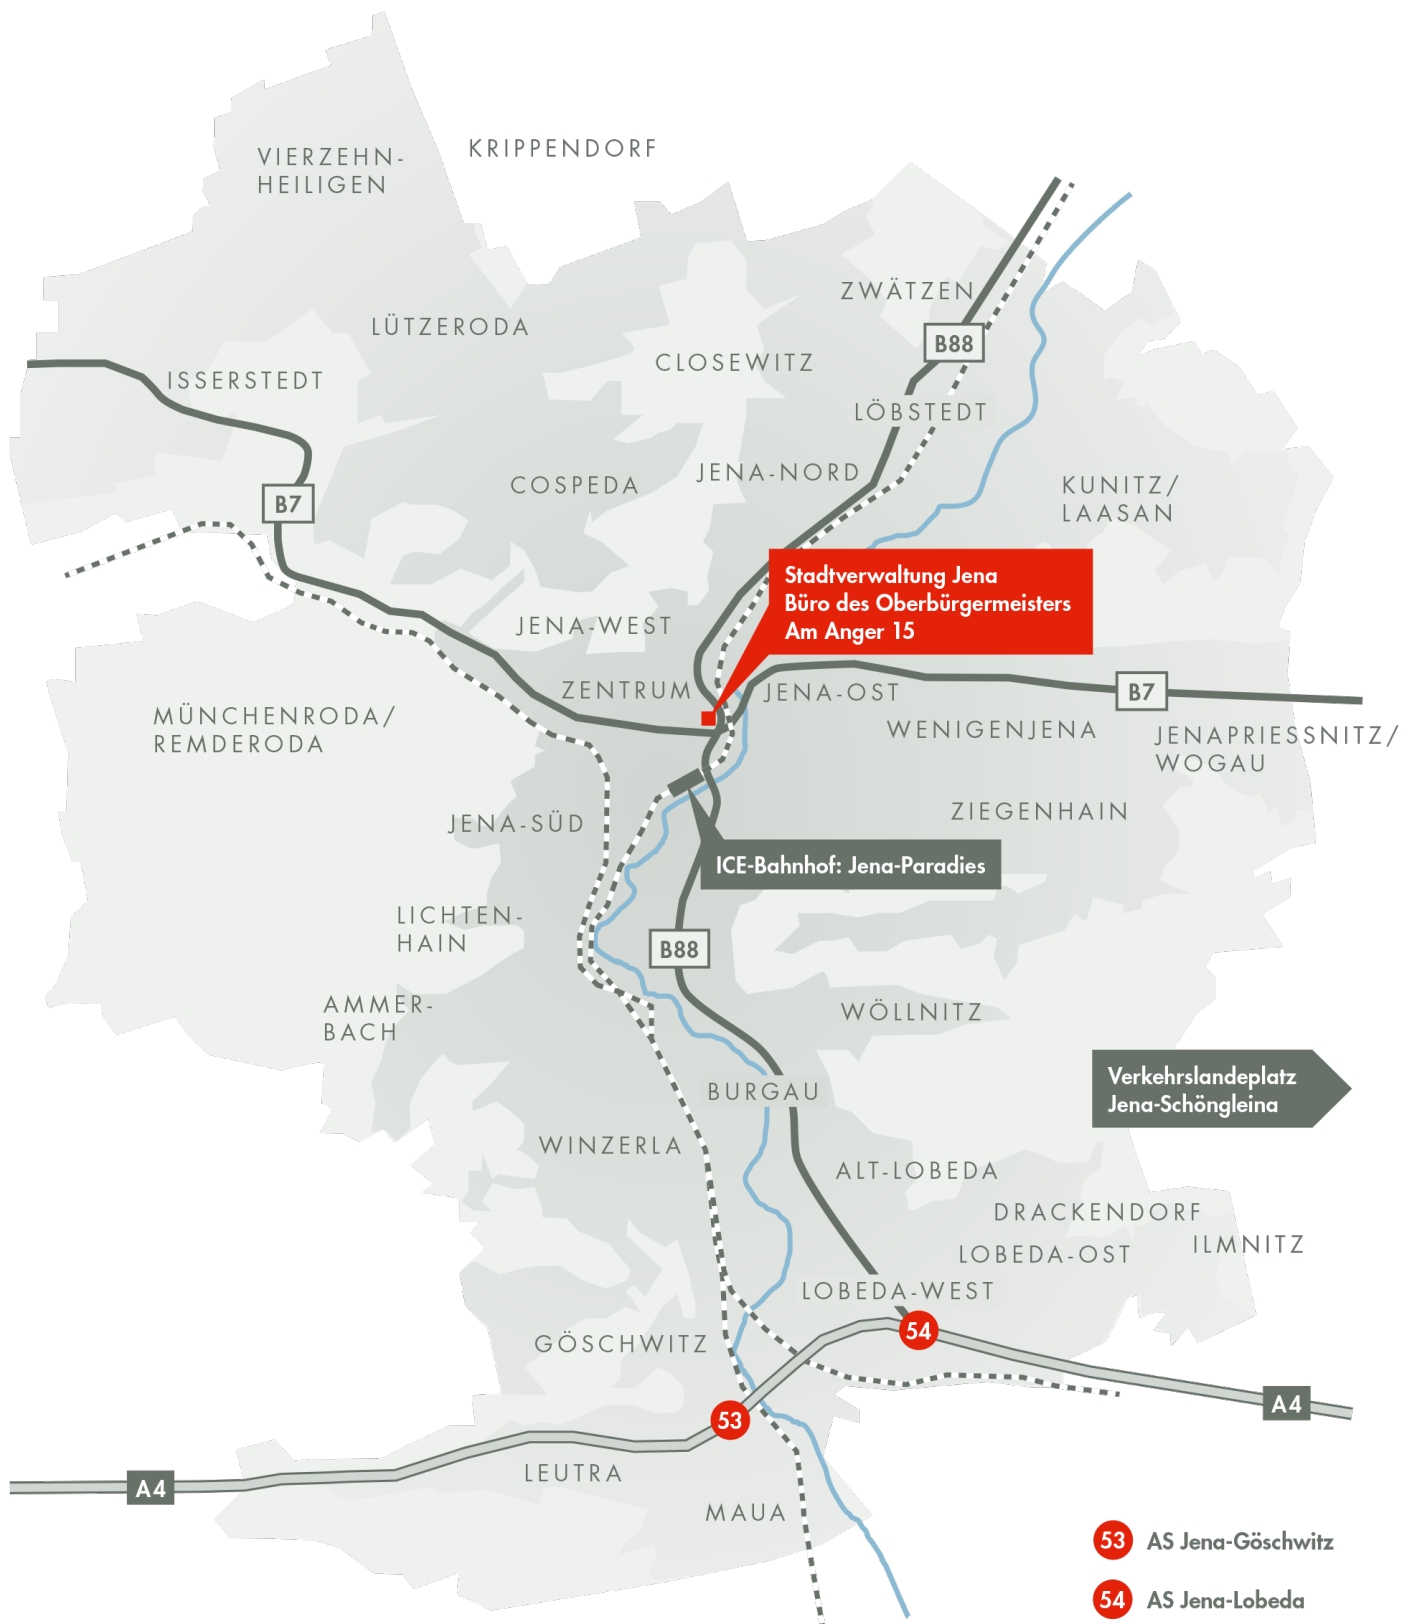 KRIPPENDORF
VIERZEHN-
HEILIGEN
ZWÄTZEN
LÜTZERODA
B88
CLOSEWITZ
ISSERSTEDT
LÖBSTEDT
JENA-NORD
COSPEDA
KUNITZ/
LAASAN
B7
Stadtverwaltung Jena
Büro des Oberbürgermeisters
Am Anger 15
JENA-WEST
ZENTRUM
JENA-OST
B7
MÜNCHENRODA/
REMDERODA
WENIGENJENA
JENAPRIESSNITZ/
WOGAU
ZIEGENHAIN
JENA-SÜD
ICE-Bahnhof: Jena-Paradies
LICHTEN-
HAIN
B88
AMMER-
BACH
WÖLLNITZ
Verkehrslandeplatz
Jena-Schöngleina
BURGAU
WINZERLA
ALT-LOBEDA
DRACKENDORF
ILMNITZ
LOBEDA-OST
LOBEDA-WEST
54
GÖSCHWITZ
A4
53
LEUTRA
A4
MAUA
53 AS Jena-Göschwitz
54 AS Jena-Lobeda